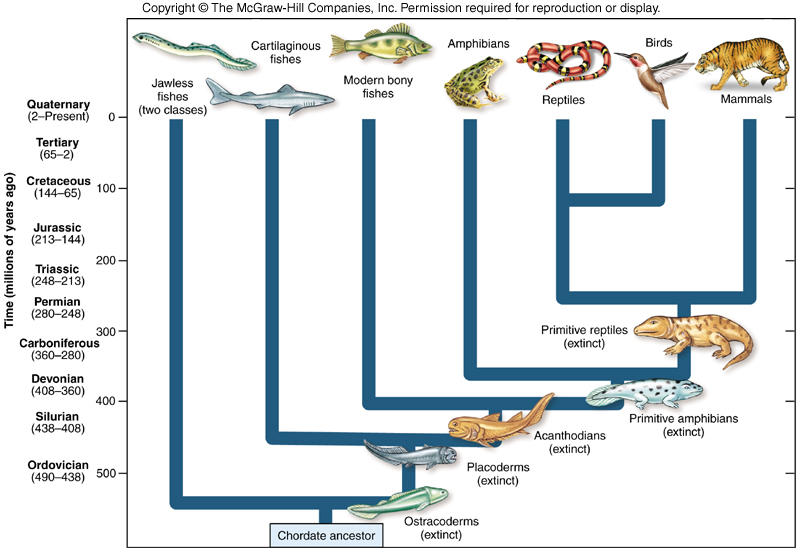 Copyright © The McGraw-Hill Companies, Inc. Permission required for reproduction or display.
Cartilaginous
fishes
Amphibians
Birds
Jawless
fishes
(two classes)
Modern bony
fishes
Reptiles
Mammals
Time (millions of years ago)
Quaternary
(2–Present)
0
Tertiary
(65–2)
Cretaceous
(144–65)
100
Jurassic
(213–144)
200
Triassic
(248–213)
Permian
(280–248)
300
Primitive reptiles
(extinct)
Carboniferous
(360–280)
Devonian
(408–360)
400
Primitive amphibians
(extinct)
Silurian
(438–408)
Acanthodians
(extinct)
Ordovician
(490–438)
500
Placoderms
(extinct)
Ostracoderms
(extinct)
Chordate ancestor